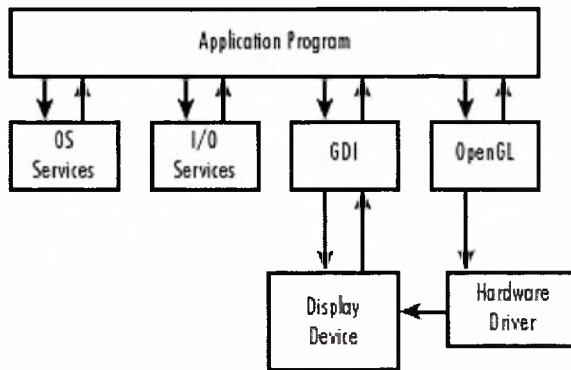 Application Program
OS
Services
I/O
Services
GDI
OpenGL
Display
Device
Hardware
Driver